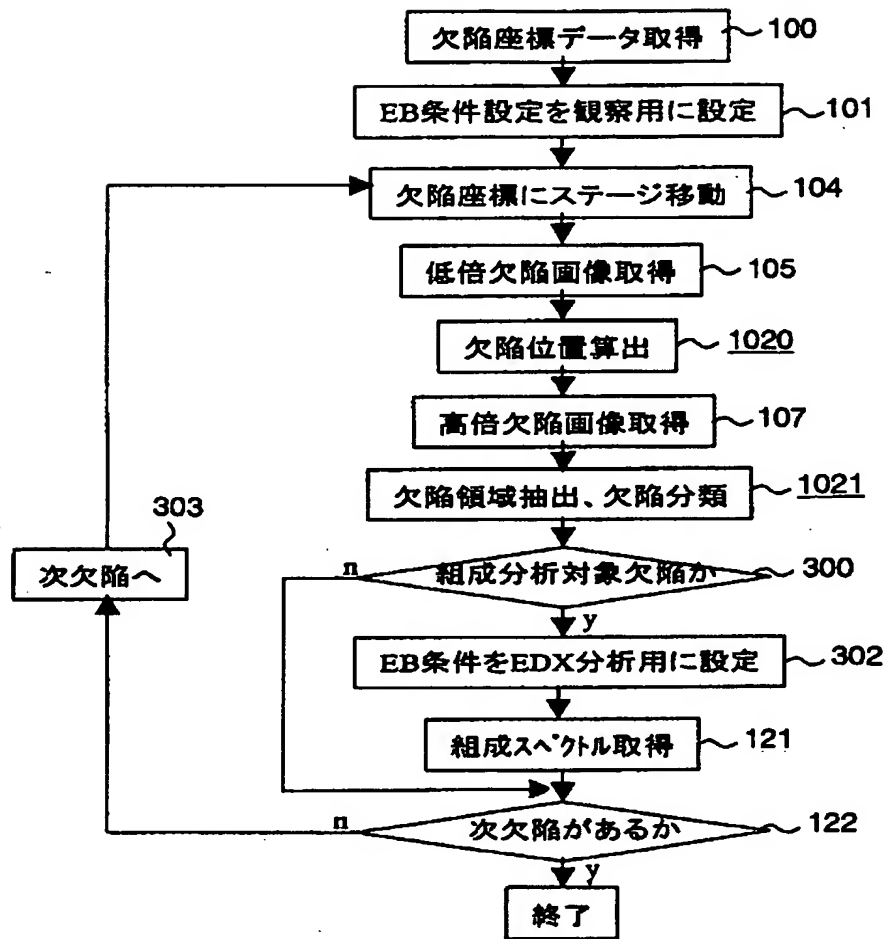 欠陥座標データ取得 100
EB条件設定を観察用に設定 101
欠陥座標にステージ移動 104
低倍欠陥画像取得 105
欠陥位置算出 1020
高倍欠陥画像取得 107
欠陥領域抽出、欠陥分類 1021
303
次欠陥へ
n 組成分析対象欠陥か 300
y
EB条件をEDX分析用に設定 302
組成スペクトル取得 121
n 次欠陥があるか 122
y
終了